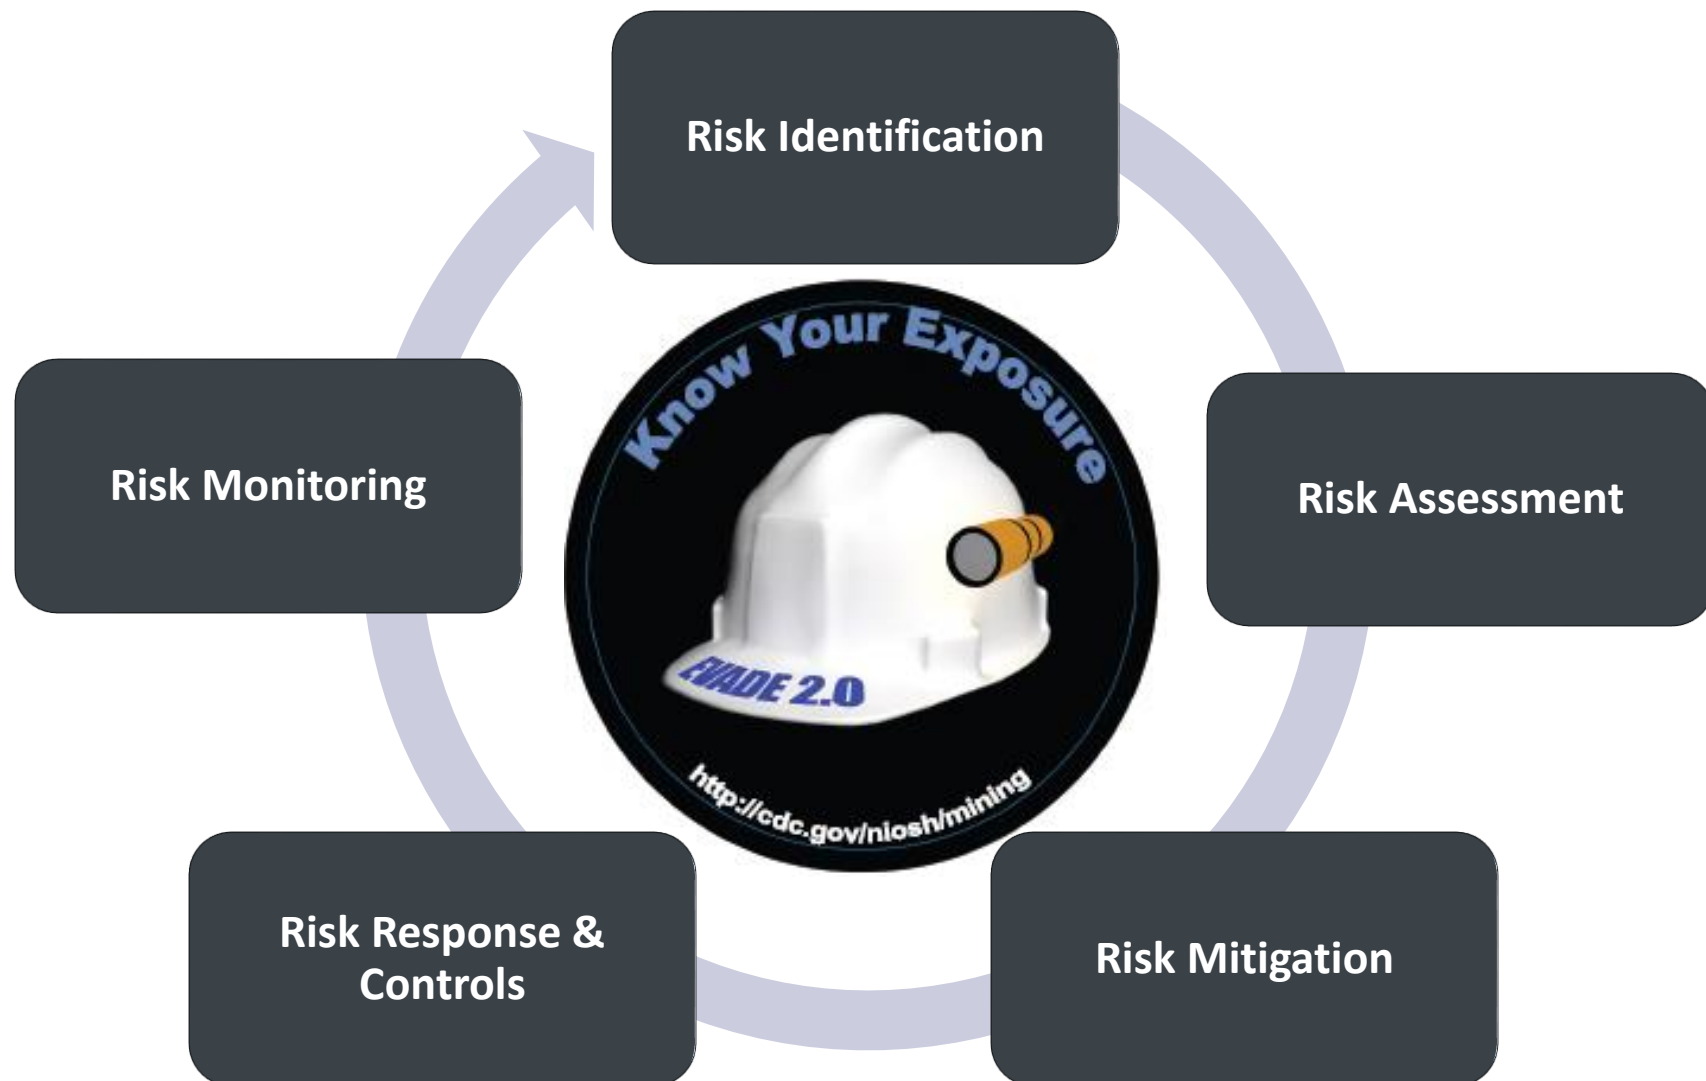 Risk Identification
Know Your Exposure
Risk Monitoring
Risk Assessment
EVADE 2.0
http://cdc.gov/niosh/mining
Risk Response &
Controls
Risk Mitigation